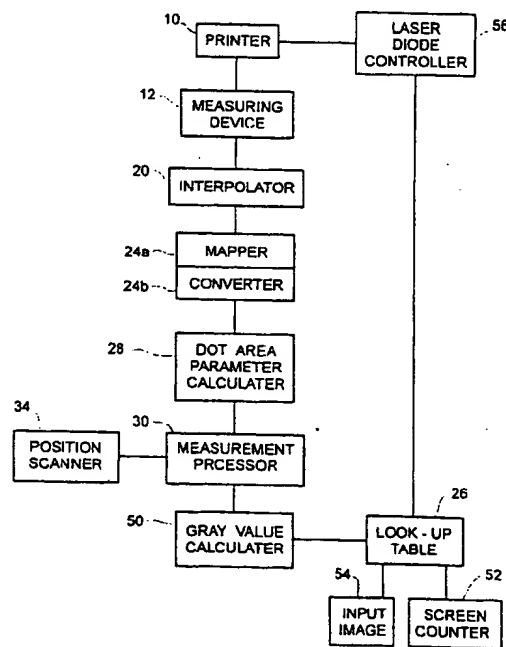 10
PRINTER
LASER
DIODE
CONTROLLER
56
12
MEASURING
DEVICE
20
INTERPOLATOR
24a
MAPPER
24b
CONVERTER
28
DOT AREA
PARAMETER
CALCULATER
34
POSITION
SCANNER
30
MEASUREMENT
PRCESSOR
50
GRAY VALUE
CALCULATER
26
LOOK - UP
TABLE
54
INPUT
IMAGE
52
SCREEN
COUNTER